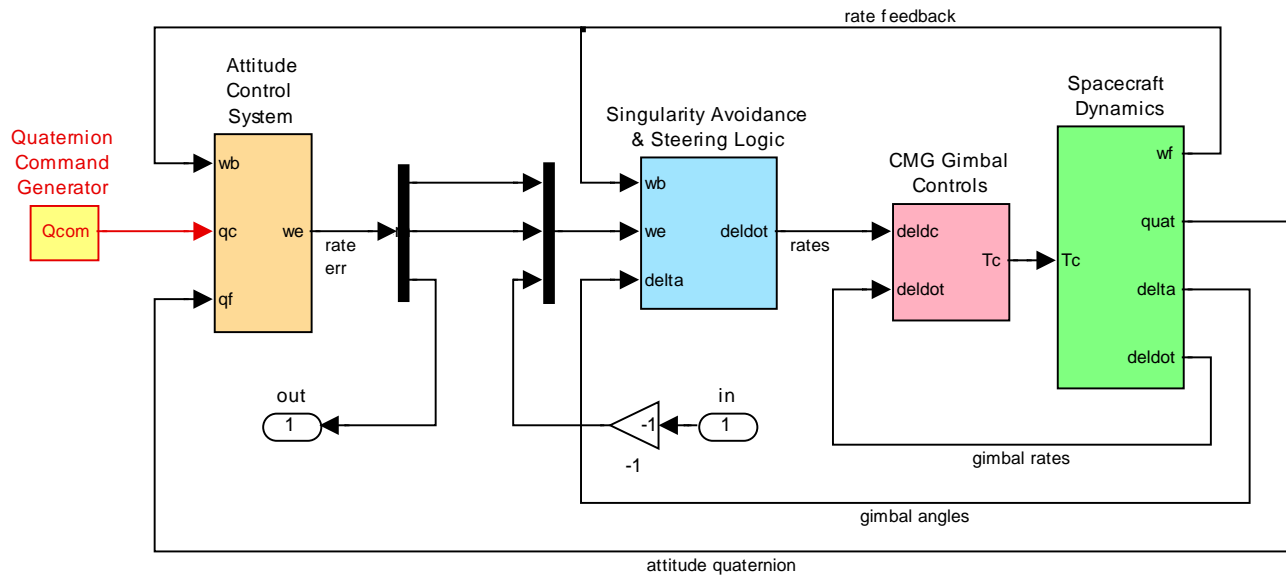 rate feedback
Attitude
Control
System
Spacecraft
Dynamics
Singularity Avoidance
& Steering Logic
Quaternion
Command
Generator
CMG Gimbal
Controls
wb
wb
wf
Qcom
qc
we
rate
err
we
deldot
rates
deldc
quat
Tc
Tc
qf
delta
deldot
delta
deldot
out
1
-1
-1
in
1
gimbal rates
gimbal angles
attitude quaternion